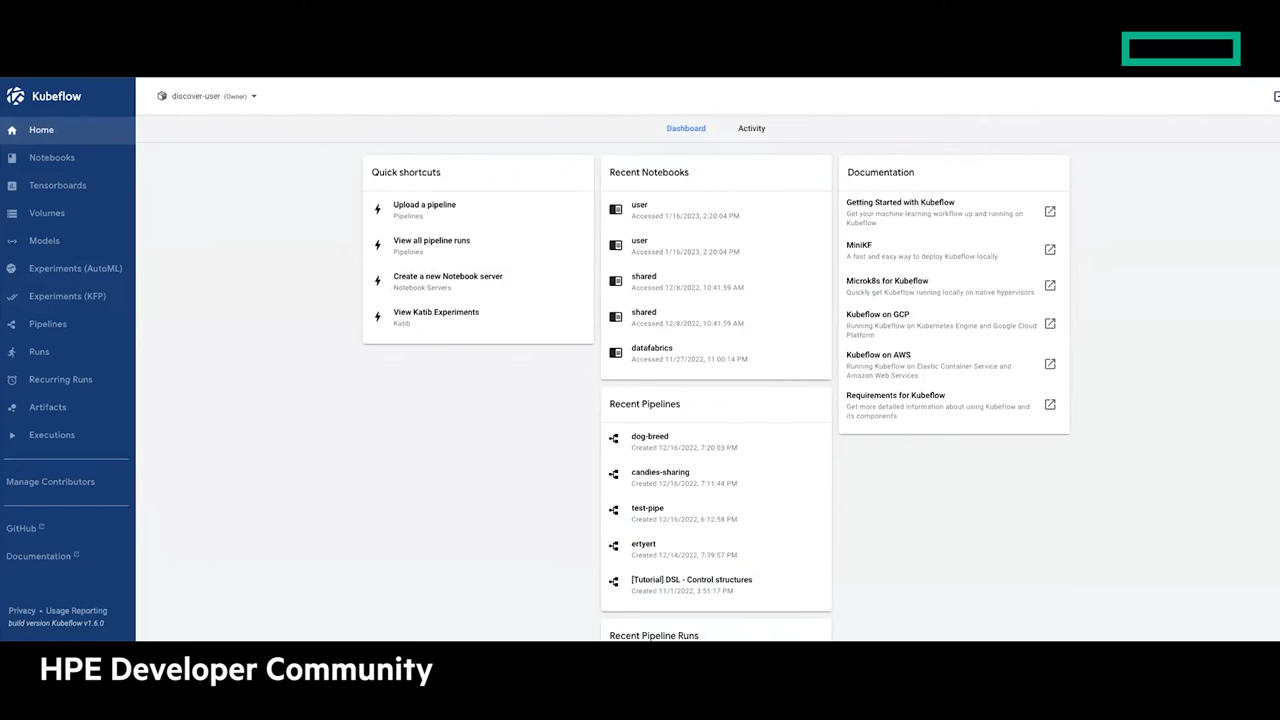 Kubeflow
discover-user (Owner)
Home
Notebooks
Tensorboards
Volumes
Models
Experiments (AutoML)
Experiments (KFP)
Pipelines
Runs
Recurring Runs
Artifacts
Executions
Manage Contributors
GitHub
Documentation
Privacy • Usage Reporting
build version Kubeflow v1.6.0
Dashboard
Activity
Quick shortcuts
Upload a pipeline
Pipelines
View all pipeline runs
Pipelines
Create a new Notebook server
Notebook Servers
View Katib Experiments
Katib
Recent Notebooks
user
Accessed 1/16/2023, 2:20:04 PM
user
Accessed 1/16/2023, 2:20:04 PM
shared
Accessed 12/8/2022, 10:41:59 AM
shared
Accessed 12/8/2022, 10:41:59 AM
datafabrics
Accessed 11/27/2022, 11:00:14 PM
Recent Pipelines
dog-breed
Created 12/16/2022, 7:20:03 PM
candies-sharing
Created 12/16/2022, 7:11:44 PM
test-pipe
Created 12/16/2022, 6:12:58 PM
ertyert
Created 12/14/2022, 7:39:57 PM
[Tutorial] DSL - Control structures
Created 11/1/2022, 3:51:17 PM
Recent Pipeline Runs
Documentation
Getting Started with Kubeflow
Get your machine-learning workflow up and running on
Kubeflow
MiniKF
A fast and easy way to deploy Kubeflow locally
Microk8s for Kubeflow
Quickly get Kubeflow running locally on native hypervisors
Kubeflow on GCP
Running Kubeflow on Kubernetes Engine and Google Cloud
Platform
Kubeflow on AWS
Running Kubeflow on Elastic Container Service and
Amazon Web Services
Requirements for Kubeflow
Get more detailed information about using Kubeflow and
its components
HPE Developer Community